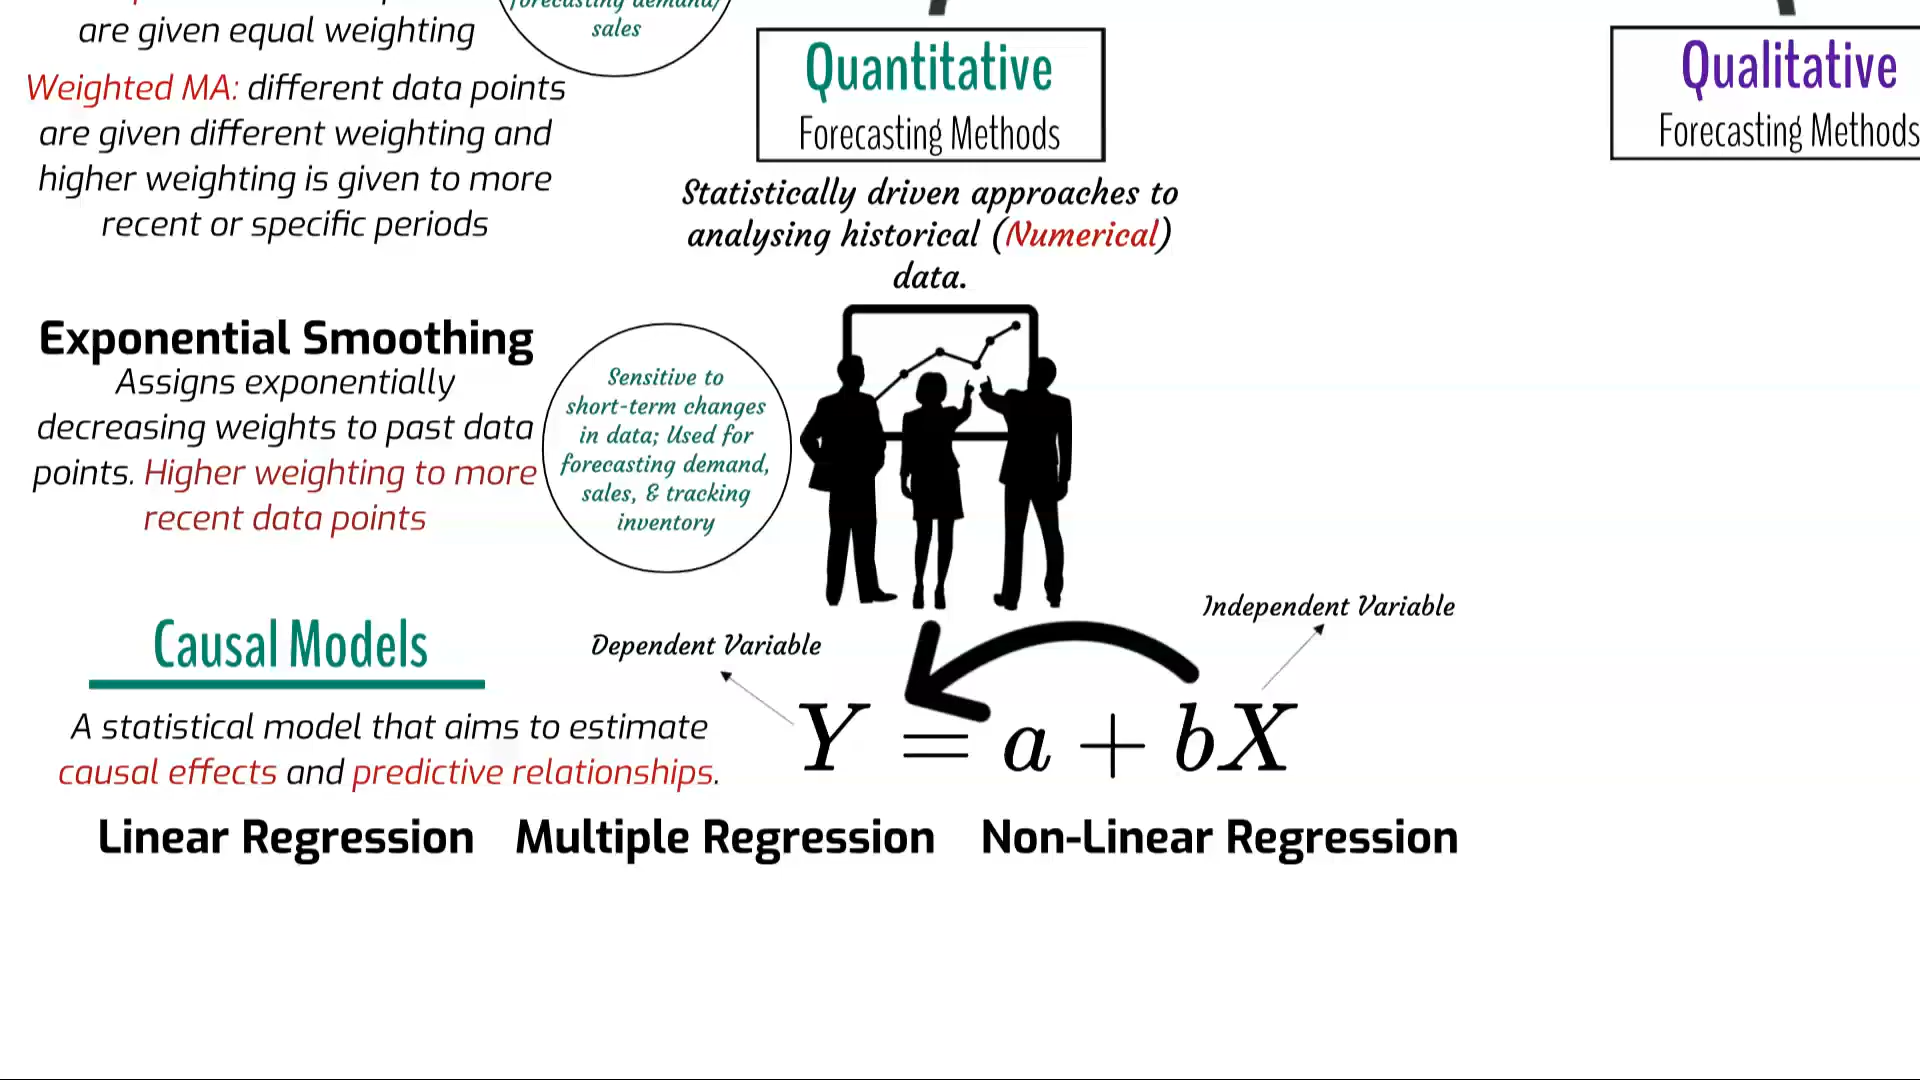 are given equal weighting
Weighted MA: different data points
are given different weighting and
higher weighting is given to more
recent or specific periods
forecasting demand/
sales
Quantitative
Forecasting Methods
Statistically driven approaches to
analysing historical (Numerical)
data.
Qualitative
Forecasting Methods
Exponential Smoothing
Assigns exponentially
decreasing weights to past data
points. Higher weighting to more
recent data points
Sensitive to
short-term changes
in data; Used for
forecasting demand,
sales, & tracking
inventory
Causal Models
A statistical model that aims to estimate
causal effects and predictive relationships.
Dependent Variable
Independent Variable
Y = a + bX
Linear Regression Multiple Regression Non-Linear Regression